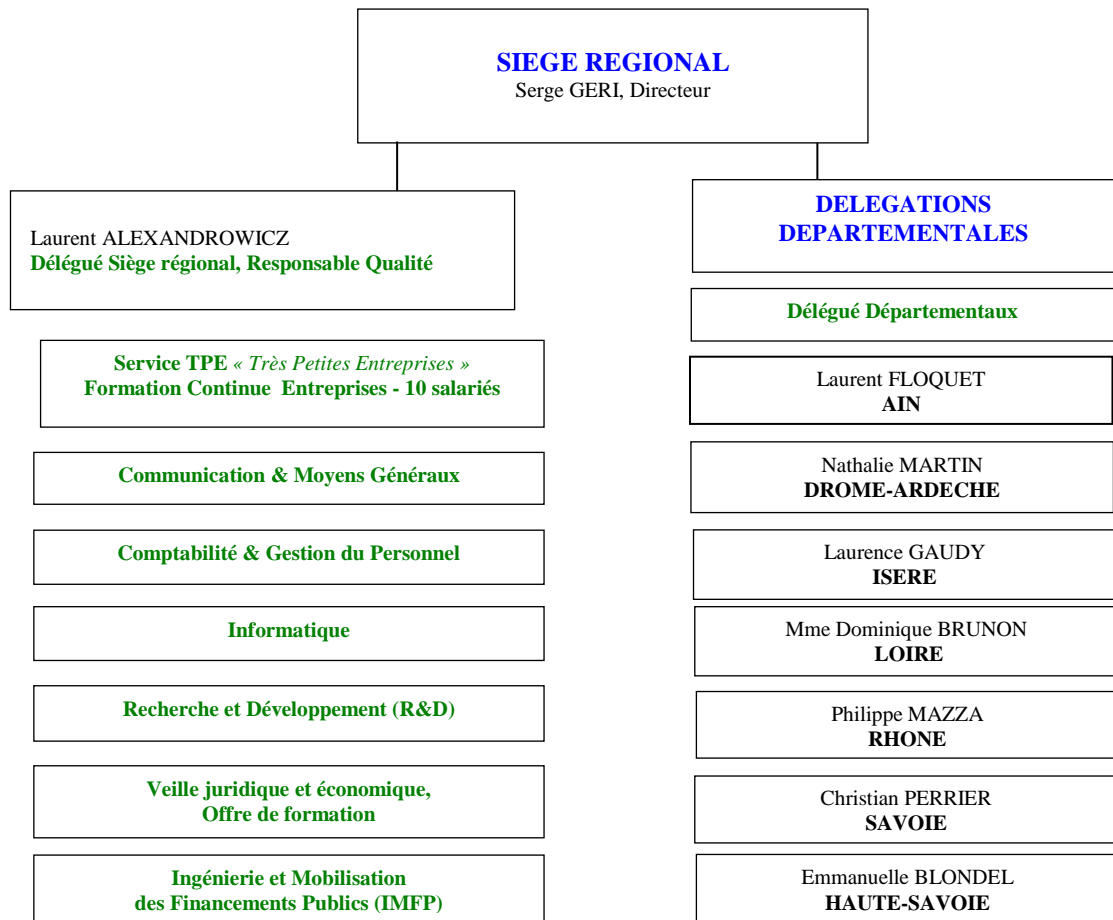 SIEGE REGIONAL
Serge GERI, Directeur
Laurent ALEXANDROWICZ
Délégué Siège régional, Responsable Qualité
Service TPE « Très Petites Entreprises »
Formation Continue Entreprises - 10 salariés
Communication & Moyens Généraux
Comptabilité & Gestion du Personnel
Informatique
Recherche et Développement (R&D)
Veille juridique et économique,
Offre de formation
Ingénierie et Mobilisation
des Financements Publics (IMFP)
DELEGATIONS
DEPARTEMENTALES
Délégué Départementaux
Laurent FLOQUET
AIN
Nathalie MARTIN
DROME-ARDECHE
Laurence GAUDY
ISERE
Mme Dominique BRUNON
LOIRE
Philippe MAZZA
RHONE
Christian PERRIER
SAVOIE
Emmanuelle BLONDEL
HAUTE-SAVOIE